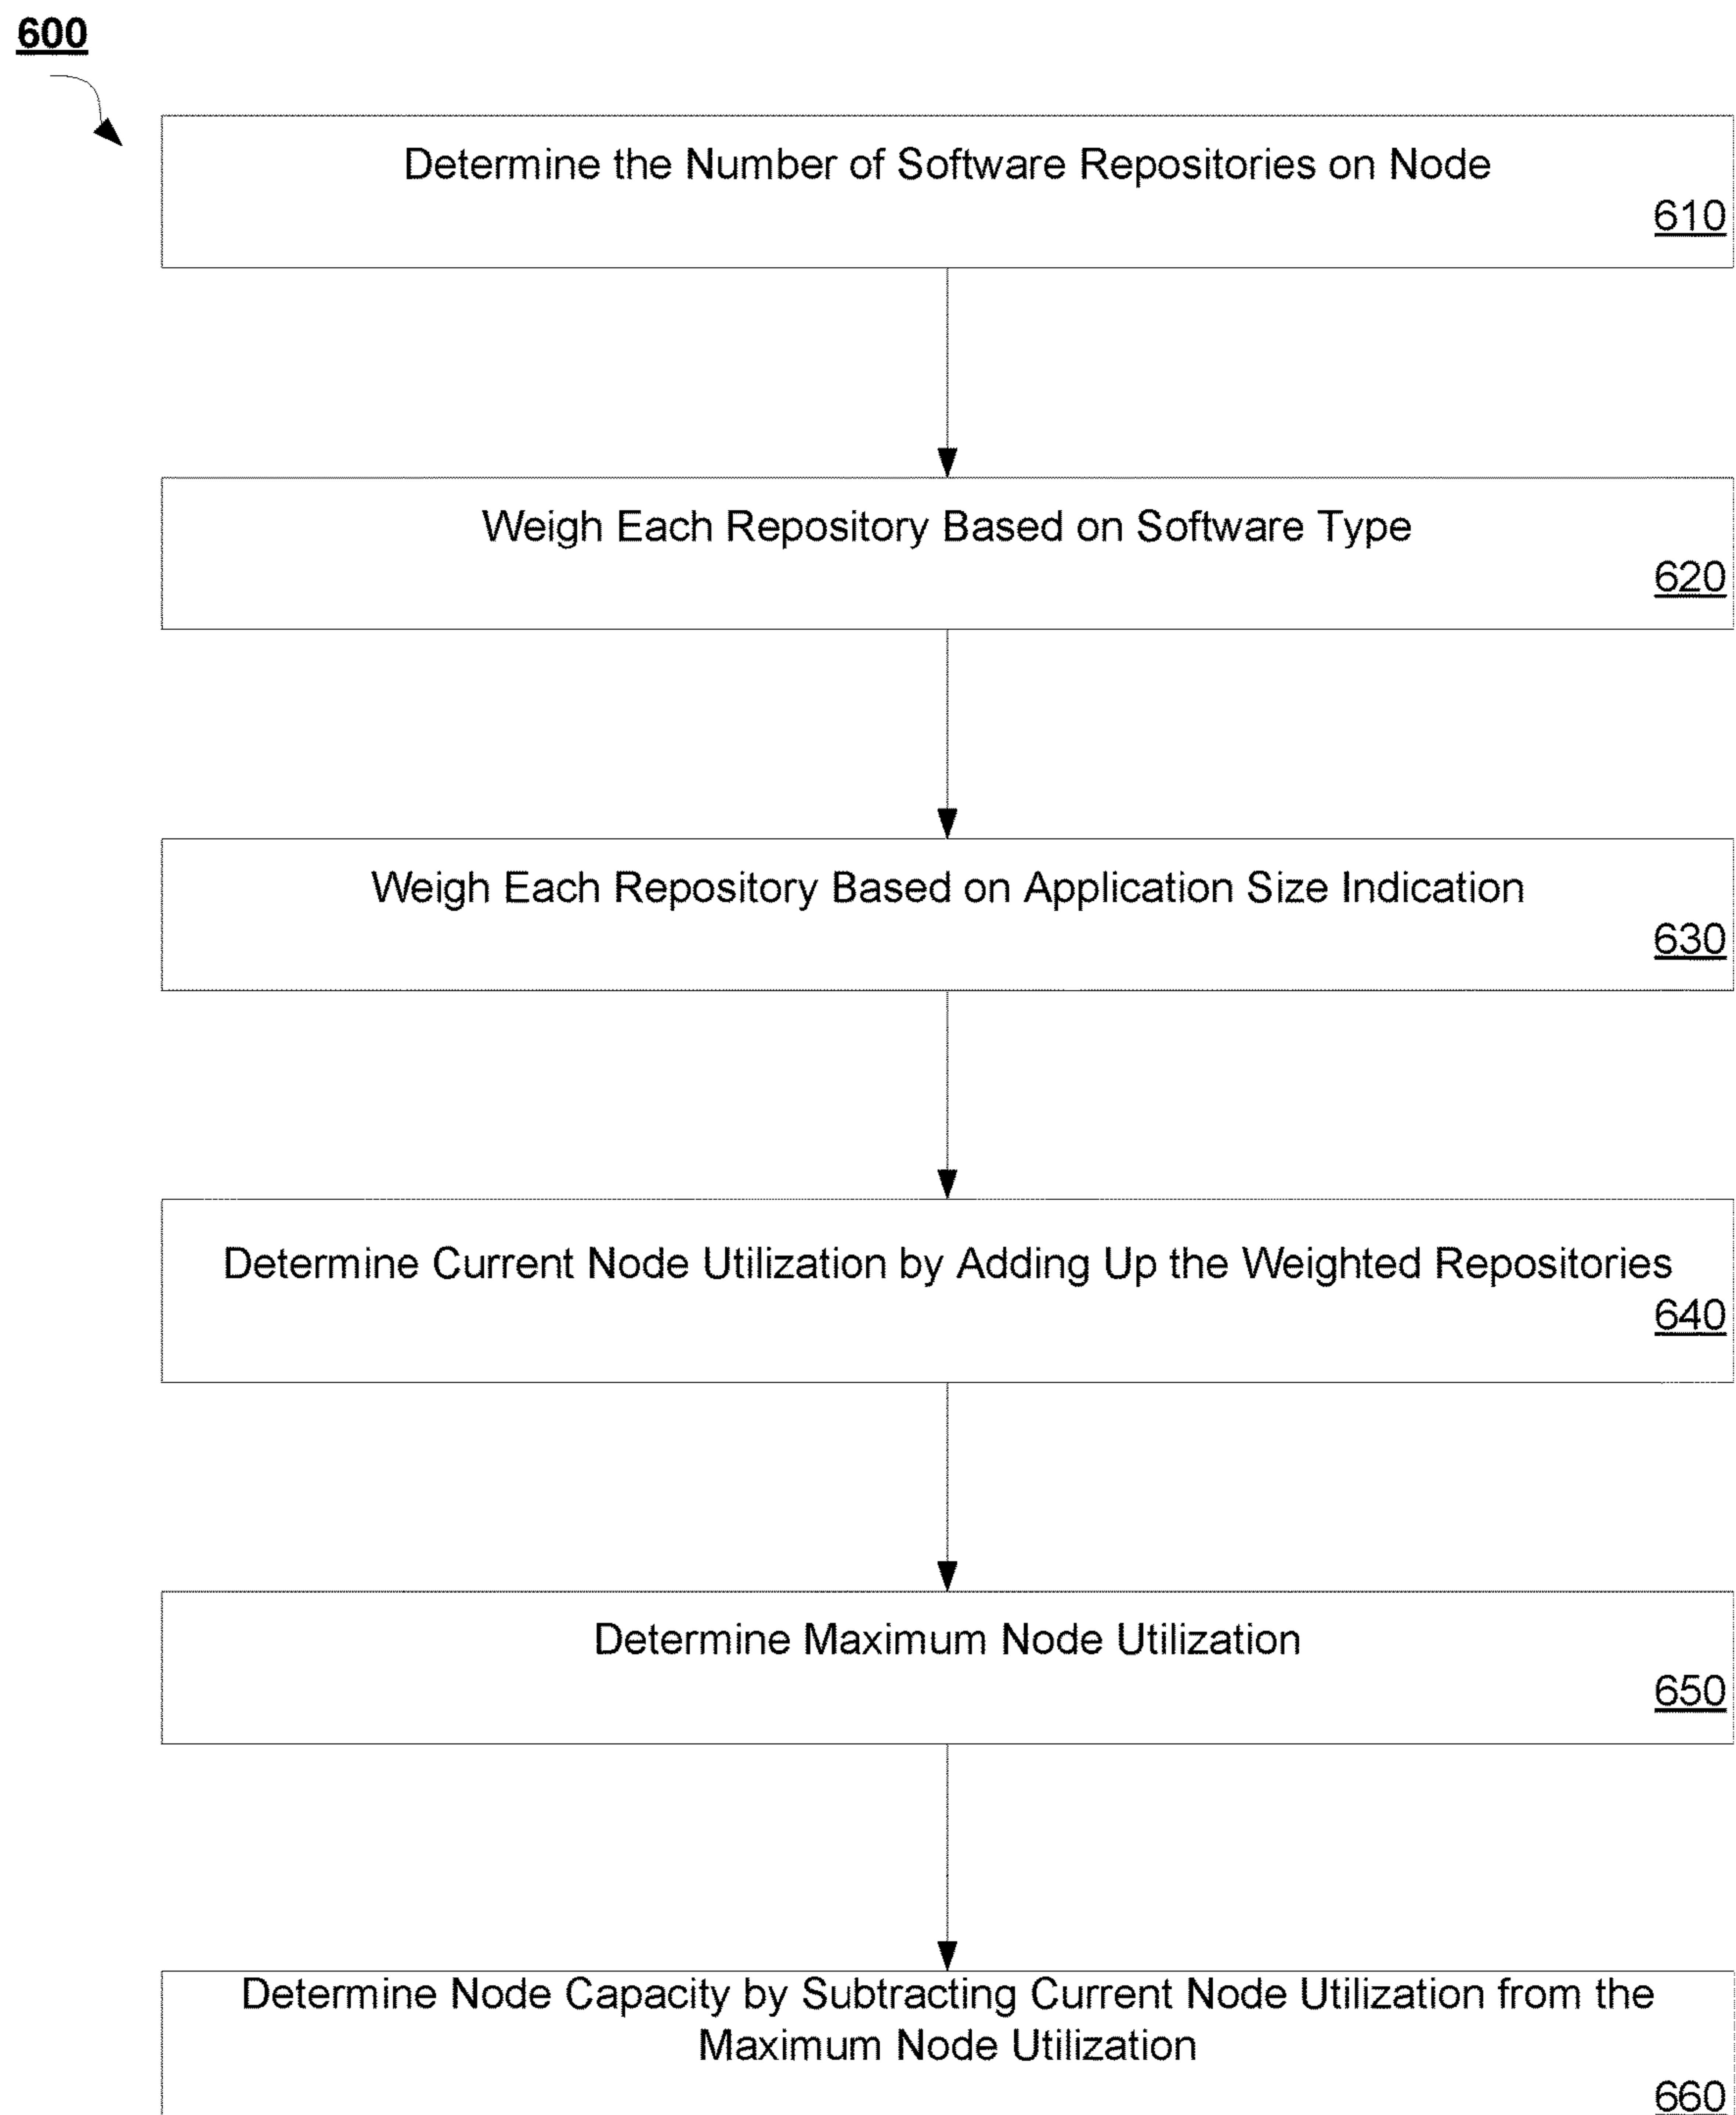 600
Determine the Number of Software Repositories on Node
610
Weigh Each Repository Based on Software Type
620
Weigh Each Repository Based on Application Size Indication
630
Determine Current Node Utilization by Adding Up the Weighted Repositories
640
Determine Maximum Node Utilization
650
Determine Node Capacity by Subtracting Current Node Utilization from the
Maximum Node Utilization
660